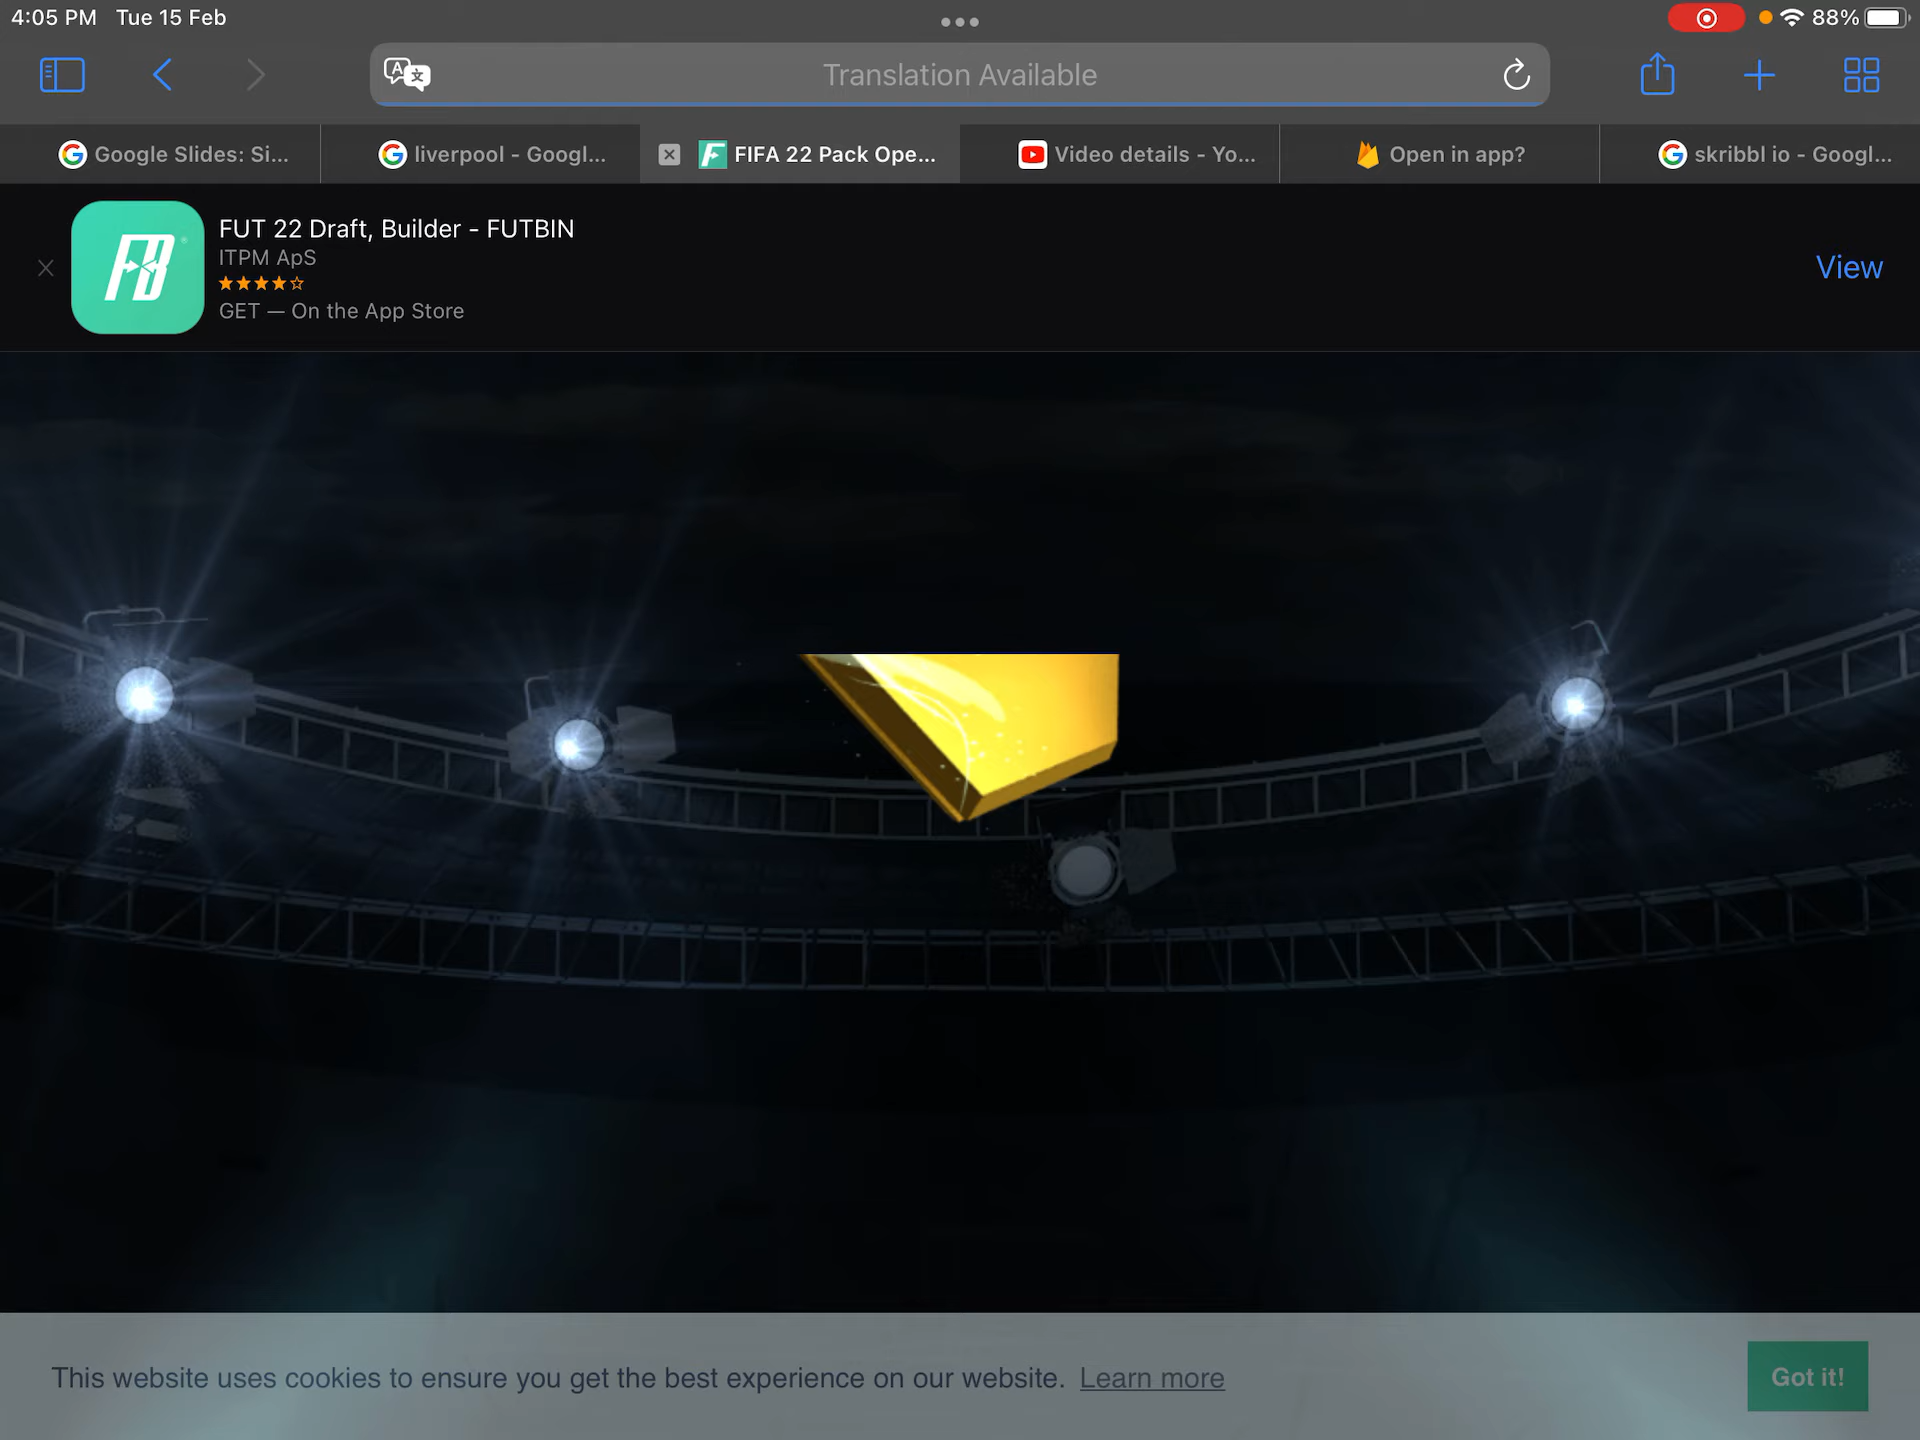 4:05 PM Tue 15 Feb
88%
Translation Available
Google Slides: Si...
liverpool - Googl...
FIFA 22 Pack Ope...
Video details - Yo...
Open in app?
skribbl io - Googl...
FUT 22 Draft, Builder - FUTBIN
ITPM ApS
GET — On the App Store
View
This website uses cookies to ensure you get the best experience on our website. Learn more
Got it!